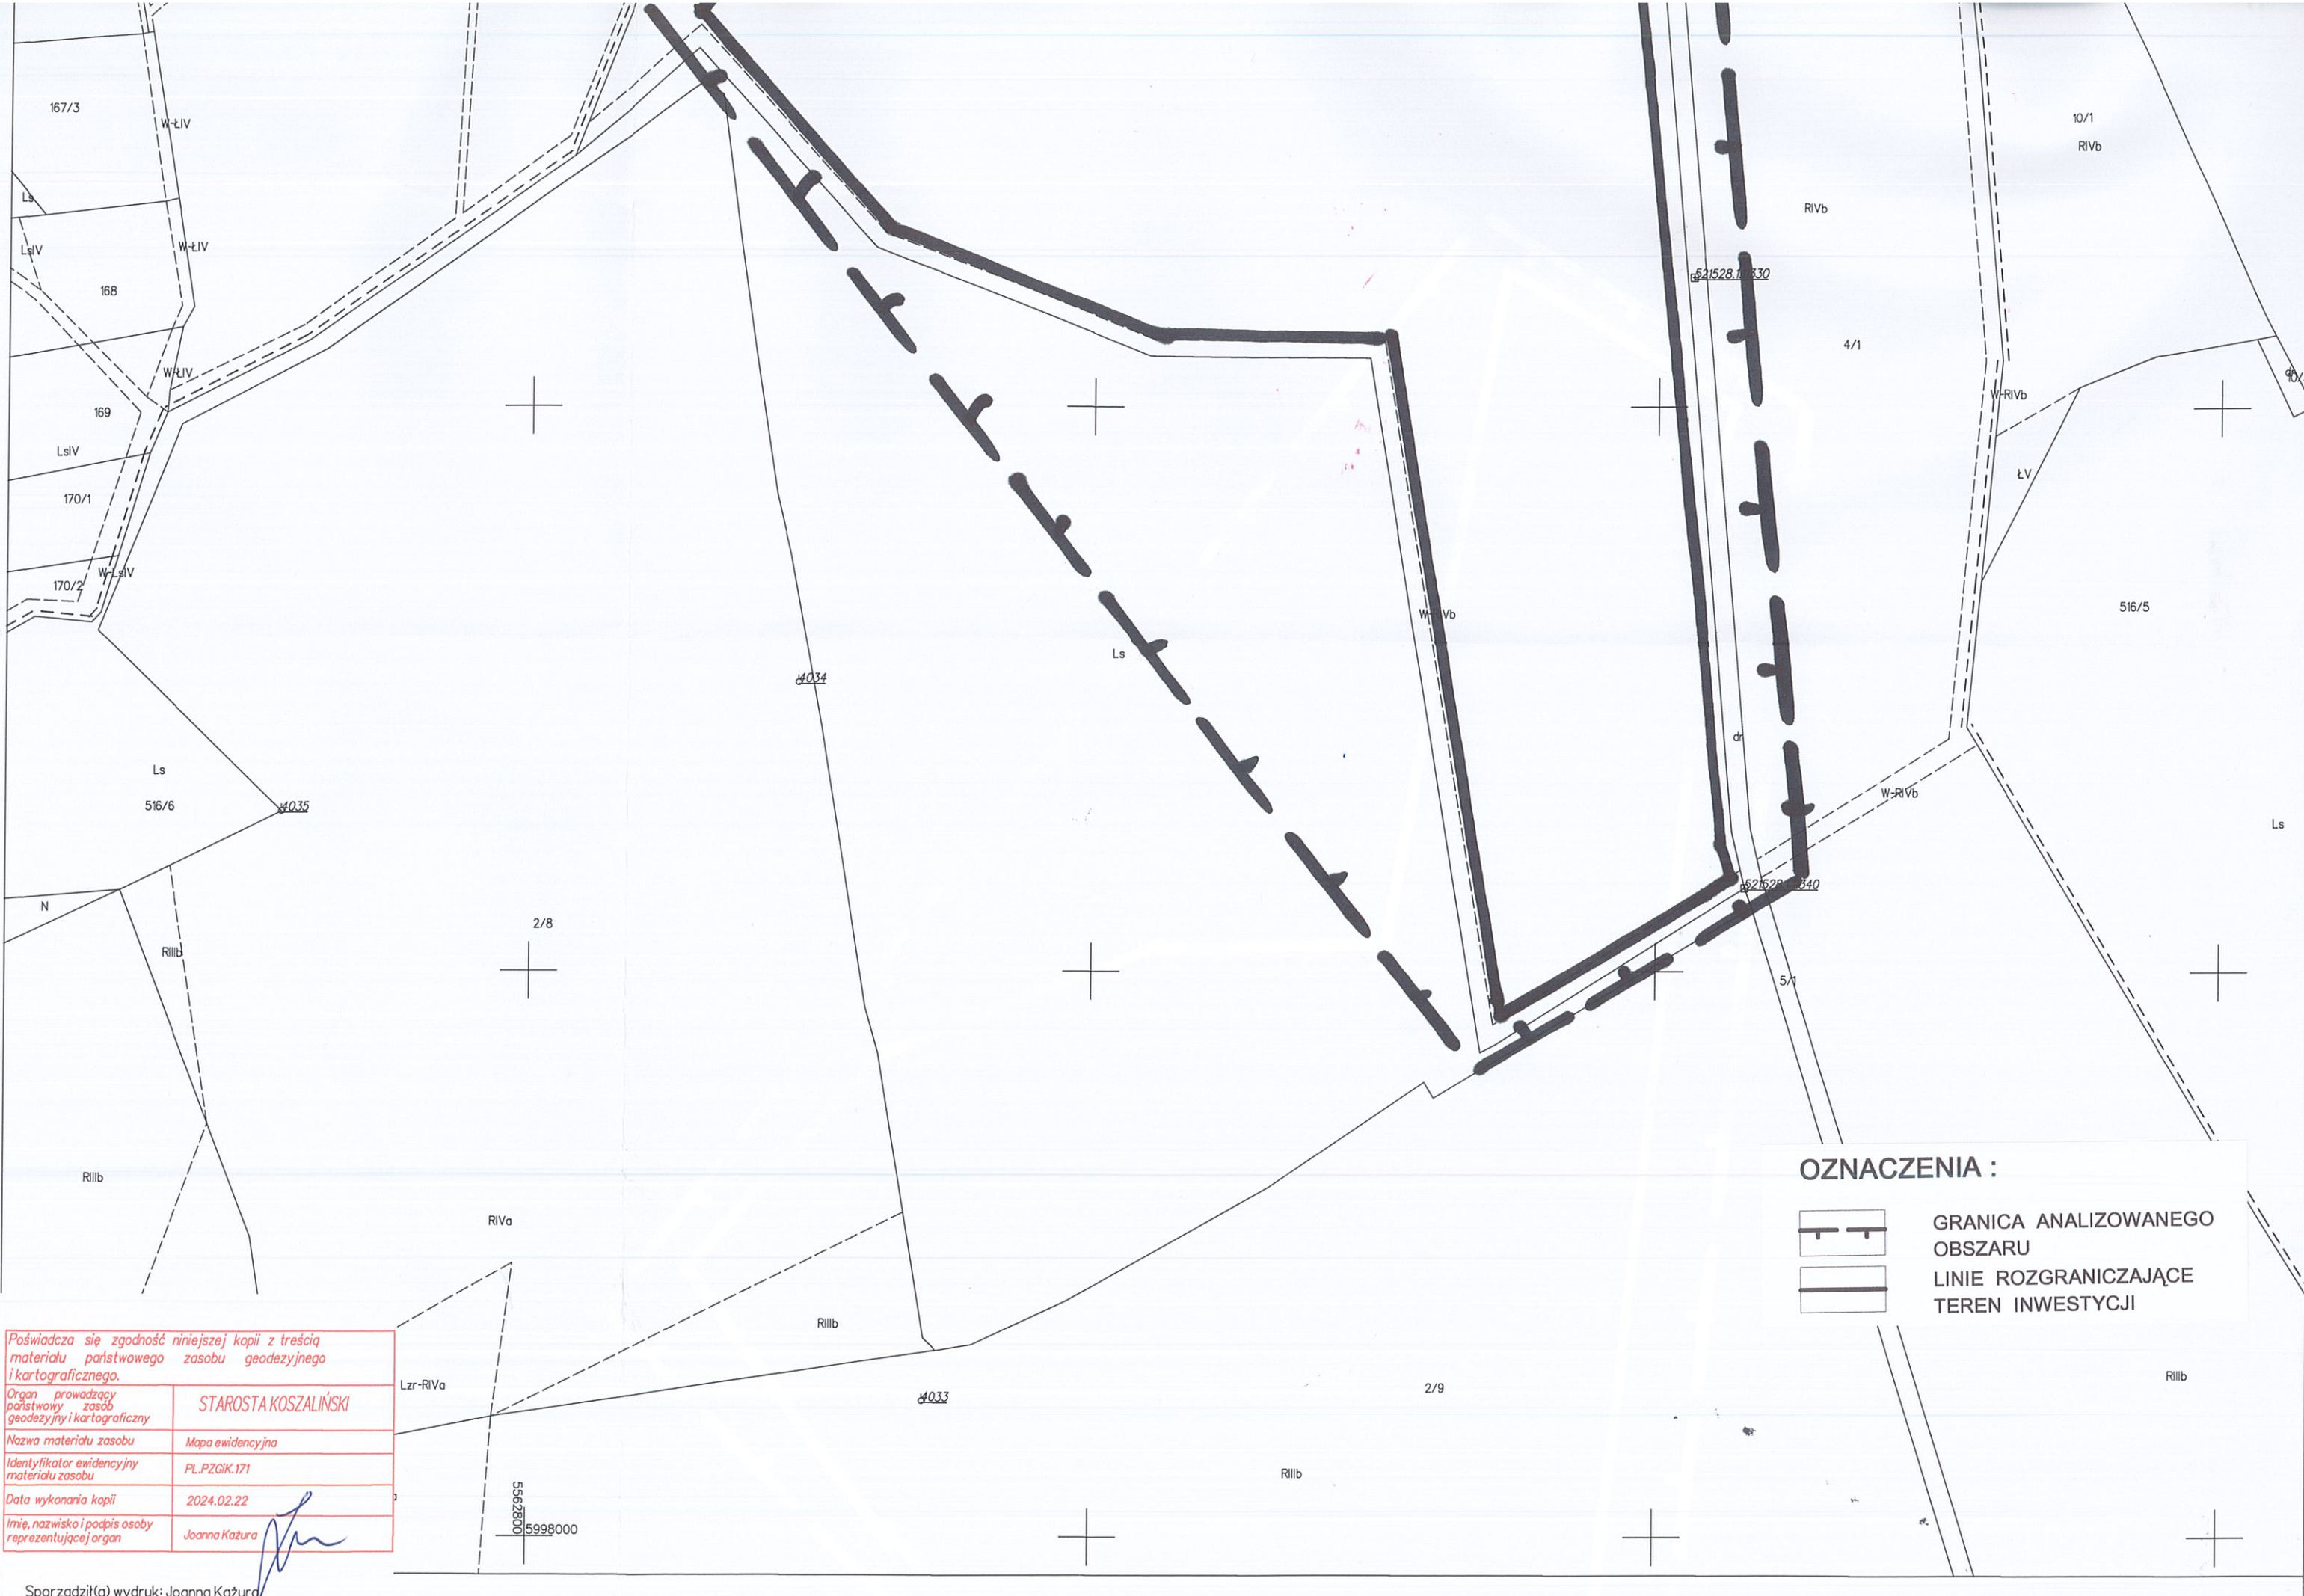 167/3
W-ŁIV
10/1
RIVb
Ls
RIVb
LsIV
W-ŁIV
168
521528.1
330
4/1
W-ŁIV
W-RIVb
169
LsIV
ŁV
170/1
W-LsIV
170/2
516/5
W-RIVb
Ls
4034
dr
Ls
W-RIVb
516/6
4035
Ls
N
2/8
RIIIb
5/1
RIIIb
OZNACZENIA :
GRANICA ANALIZOWANEGO
OBSZARU
LINIE ROZGRANICZAJĄCE
TEREN INWESTYCJI
RIVa
RIIIb
Lzr-RIVa
4033
2/9
RIIIb
RIIIb
5562800
5998000
Poświadcza się zgodność niniejszej kopii z treścią
materiału państwowego zasobu geodezyjnego
i kartograficznego.
Organ prowadzący
państwowy zasób
geodezyjny i kartograficzny
STAROSTA KOSZALIŃSKI
Nazwa materiału zasobu
Mapa ewidencyjna
Identyfikator ewidencyjny
materiału zasobu
PL.PZGiK.171
Data wykonania kopii
2024.02.22
Imię, nazwisko i podpis osoby
reprezentującej organ
Joanna Każura
Sporządził(a) wydruk: Joanna Każura